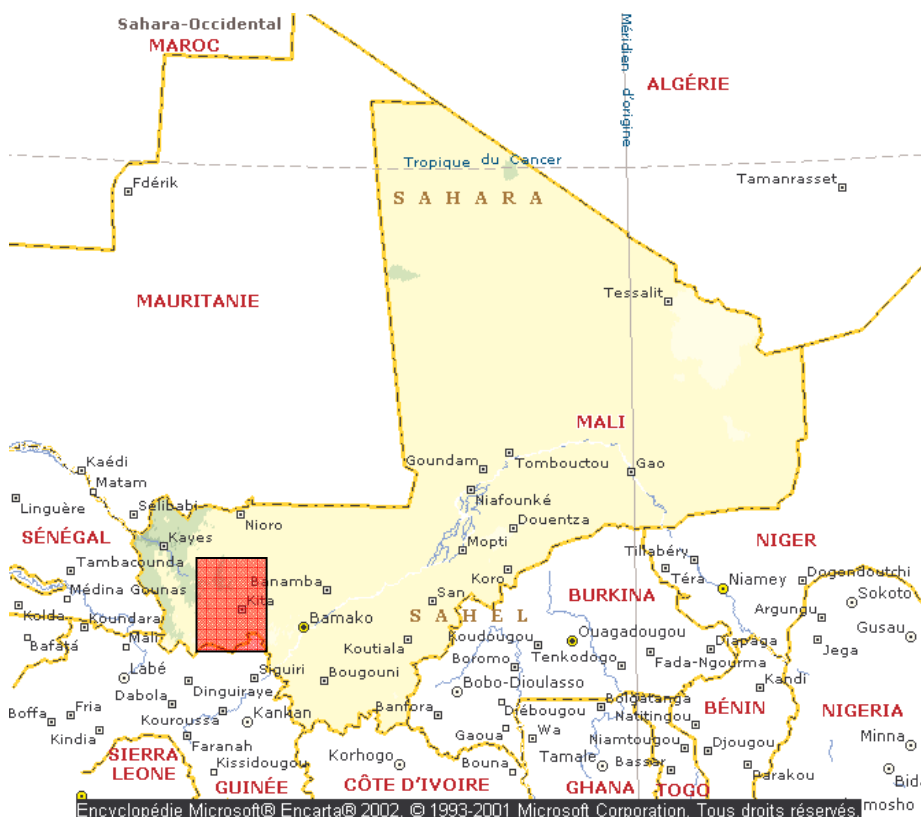 Sahara-Occidental
MAROC
Méridien d'origine
ALGÉRIE
Tropique du Cancer
Fdérik
Tamanrasset
SAHARA
MAURITANIE
Tessalit
MALI
Kaédi
Goundam
Tombouctou
Gao
Matam
Linguère
Sélibabi
Nioro
Niafounké
Douentza
SÉNÉGAL
Kayes
Mopti
Tillabéry
NIGER
Tambacounda
Banamba
Koro
Téra
Niamey
Dogondoutchi
Médina Gounas
Kita
San
BURKINA
Sokoto
Kolda
Koundara
Bamako
SAHEL
Argungu
Gusau
Bafatá
Mali
Koutiala
Koudougou
Ouagadougou
Diapaga
Jega
Labé
Siguiri
Bougouni
Boromo
Tenkodogo
Fada-Ngourma
Dabola
Dinguiraye
Bobo-Dioulasso
Bolgatanga
Kandi
Boffa
Fria
Kouroussa
Kankan
Banfora
Diébougou
Natitingou
BÉNIN
NIGERIA
Kindia
Faranah
Gaoua
Wa
Niamtougou
Djougou
Minna
SIERRA
LEONE
Kissidougou
Korhogo
Bouna
Tamale
Bassar
Parakou
Bida
GUINÉE
CÔTE D'IVOIRE
GHANA
TOGO
mosho
Encyclopédie Microsoft® Encarta® 2002. © 1993-2001 Microsoft Corporation. Tous droits réservés.